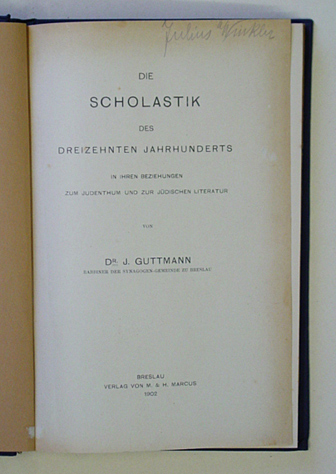 Julius Winkler
DIE
SCHOLASTIK
DES
DREIZEHNTEN JAHRHUNDERTS
IN IHREN BEZIEHUNGEN
ZUM JUDENTHUM UND ZUR JÜDISCHEN LITERATUR
VON
DR. J. GUTTMANN
RABBINER DER SYNAGOGEN-GEMEINDE ZU BRESLAU
BRESLAU
VERLAG VON M. & H. MARCUS
1902